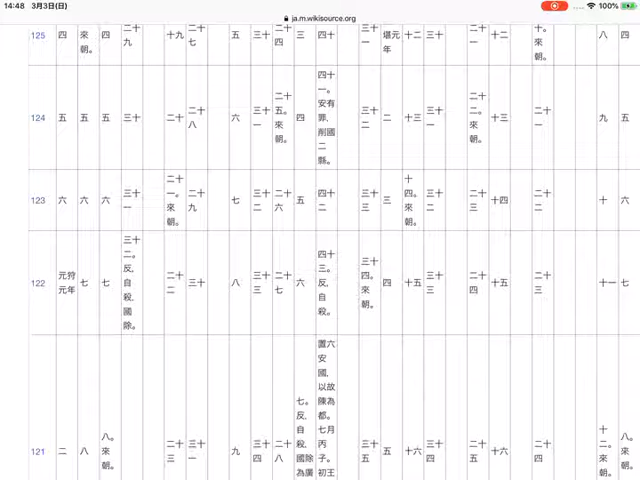 14:48 3月3日(日)
100%
ja.m.wikisource.org
125 四 來朝。 四 二十九 十九 二十七 五 三十 二十四 三 四十 三十一 堪元年 十二 三十 二十一 十二 十。來朝。 八 四
124 五 五 五 三十 二十 二十八 六 三十一 二十五。來朝。 四 四十一。安有罪,削國二縣。 三十二 二 十三 三十一 二十二。來朝。 十三 二十一 九 五
123 六 六 六 三十一 二十一。來朝。 二十九 七 三十二 二十六 五 四十二 三十三 三 十四。來朝。 三十二 二十三 十四 二十二 十 六
122 元狩元年 七 七 三十二。反,自殺,國除。 二十二 三十 八 三十三 二十七 六 四十三。反,自殺。 三十四。來朝。 四 十五 三十三 二十四 十五 二十三 十一 七
121 二 八 八。來朝。 二十三 三十一 九 三十四 二十八 七。反,自殺,國除為廣 置六安國,以故陳為都。七月丙子。初王 三十五 五 十六 三十四 二十五 十六 二十四 十二。來朝。 八。來朝。